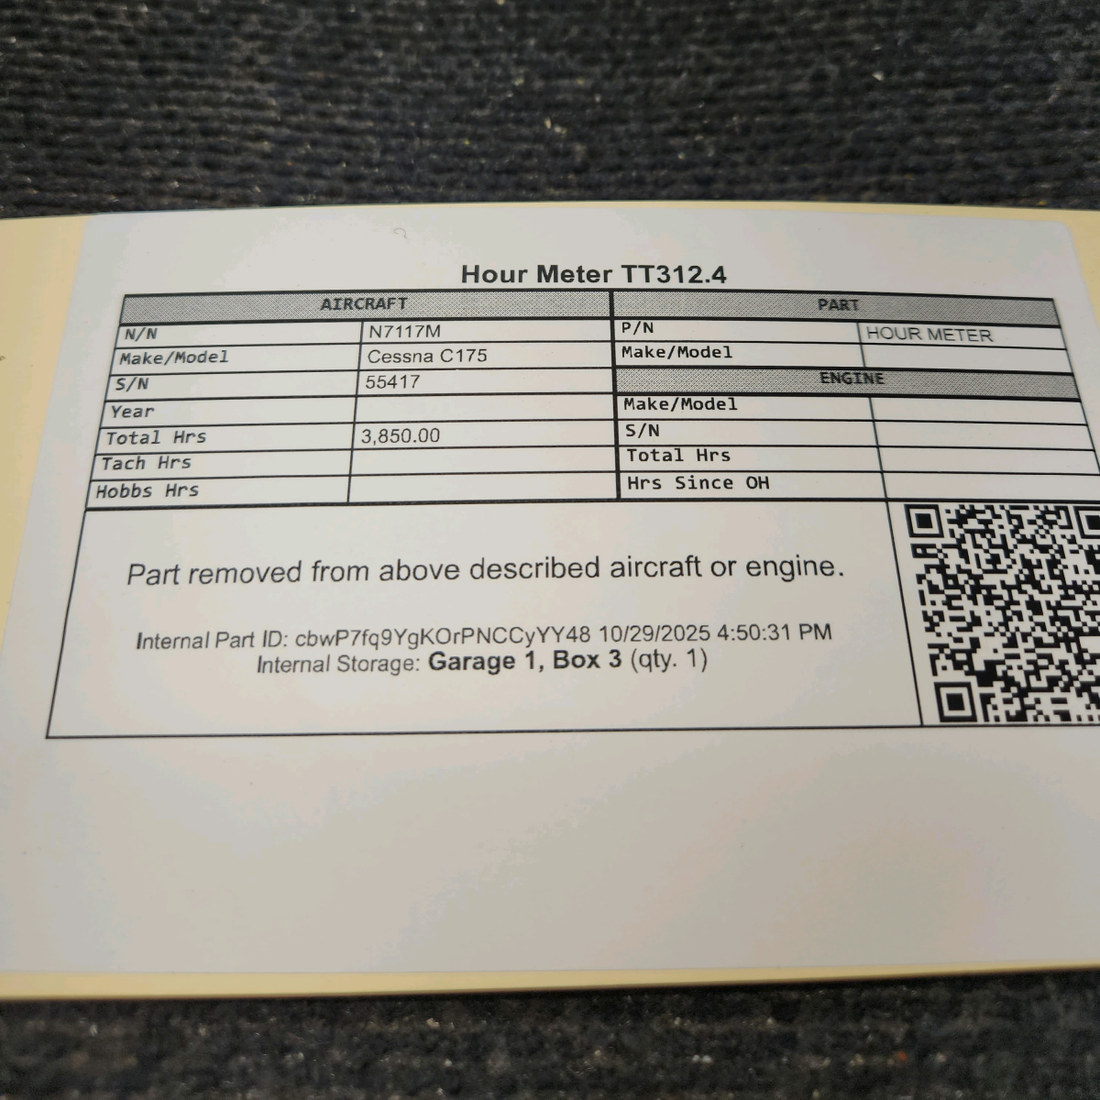 Hour Meter TT312.4
AIRCRAFT PART
N/N N7117M P/N HOUR METER
Make/Model Cessna C175 Make/Model
S/N 55417 ENGINE
Year Make/Model
Total Hrs 3,850.00 S/N
Tach Hrs Total Hrs
Hobbs Hrs Hrs Since OH
Part removed from above described aircraft or engine.
Internal Part ID: cbwP7fq9YgKOrPNCCyYY48 10/29/2025 4:50:31 PM
Internal Storage: Garage 1, Box 3 (qty. 1)